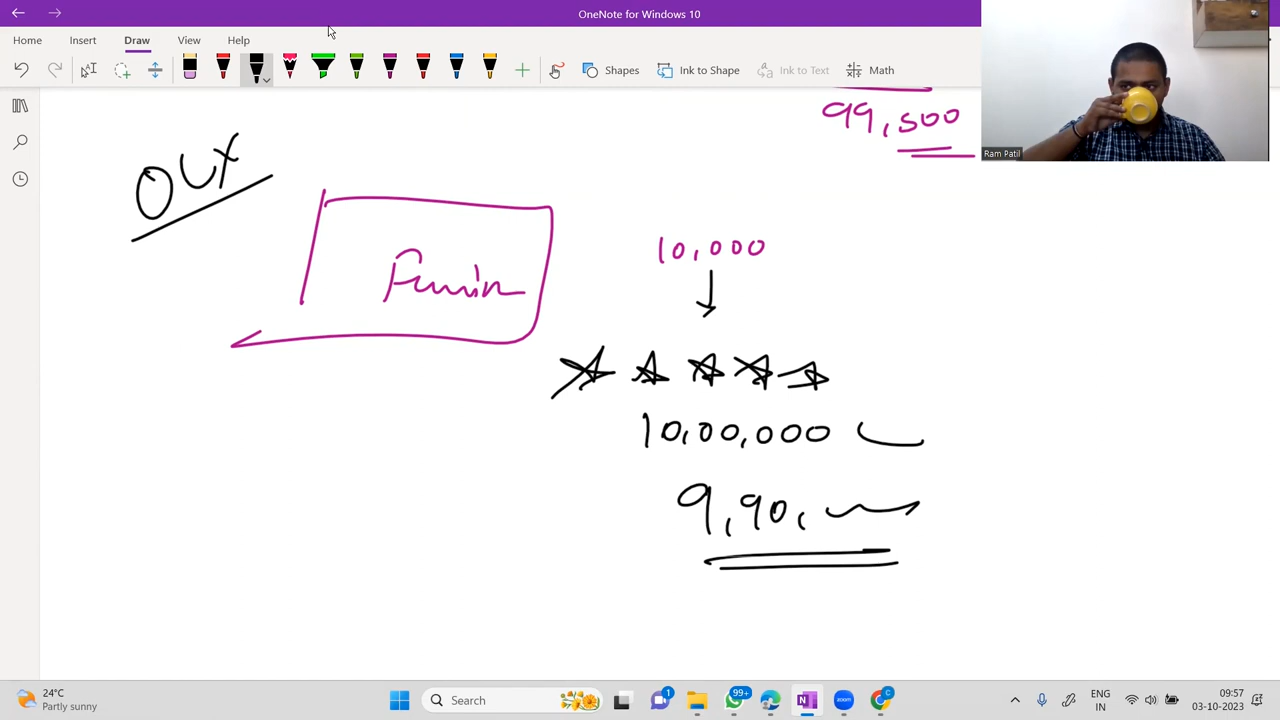 OneNote for Windows 10
Home Insert Draw View Help
Shapes Ink to Shape Ink to Text Math
99,500
Ram Patil
OUT
10,000
10,00,000
9,90,
24°C
Partly sunny
Search
1
99+
ENG
IN
09:57
03-10-2023